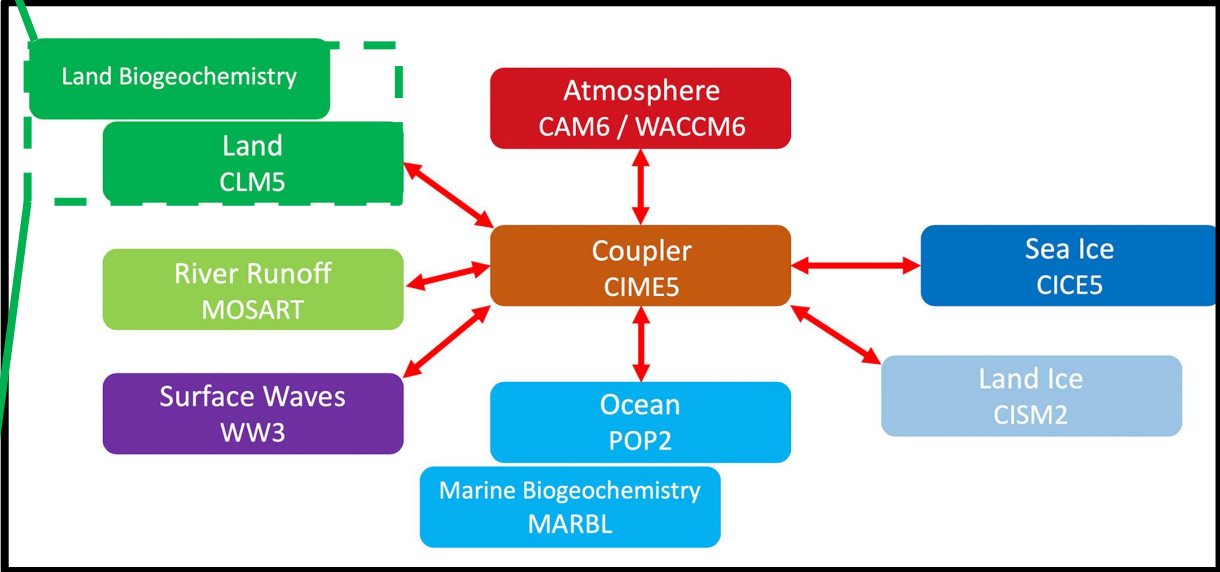 Land Biogeochemistry
Land
CLM5
Atmosphere
CAM6 / WACCM6
River Runoff
MOSART
Coupler
CIME5
Sea Ice
CICE5
Surface Waves
WW3
Ocean
POP2
Land Ice
CISM2
Marine Biogeochemistry
MARBL